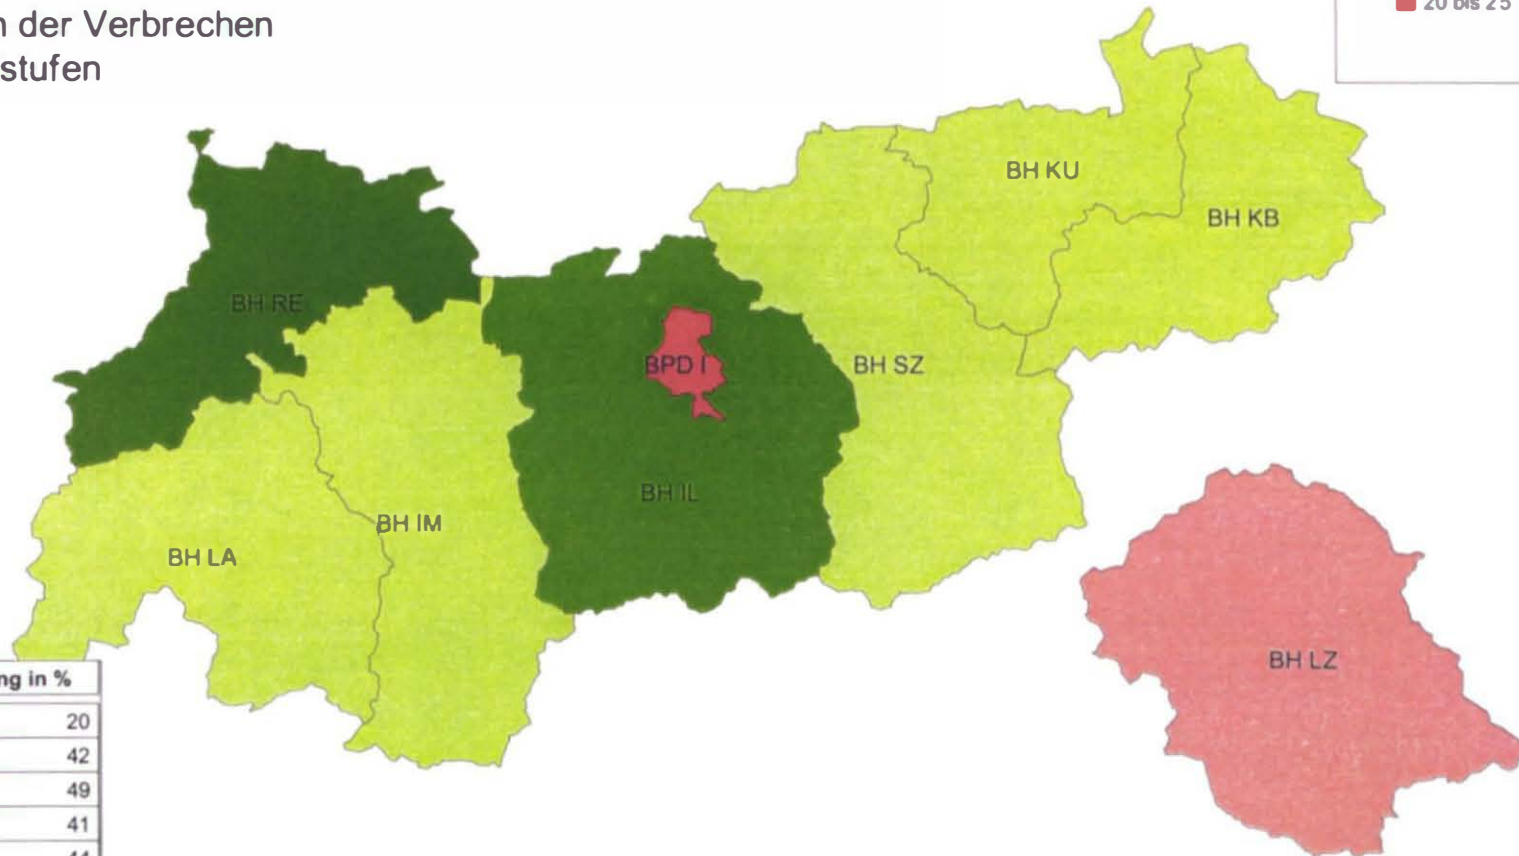 n der Verbrechen
stufen
20 bis 25
BH KU
BH KB
BH RE
BPD I
BH SZ
BH IL
BH IM
BH LA
BH LZ
ng in %
20
42
49
41